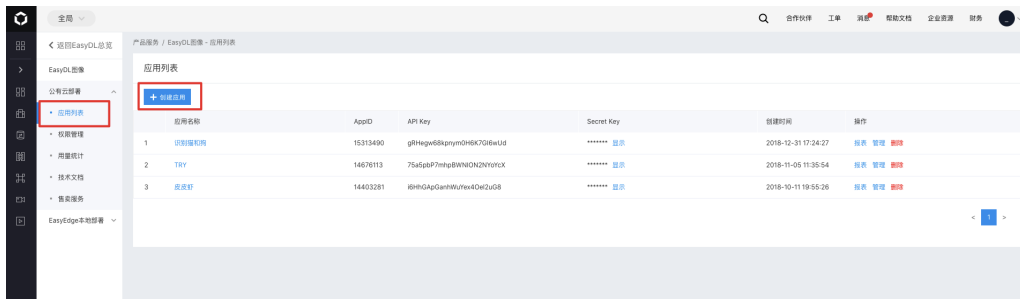 全局
合作伙伴 工单 消息 帮助文档 企业资源 财务
返回EasyDL总览
产品服务 / EasyDL图像 - 应用列表
EasyDL图像
公有云部署
应用列表
权限管理
用量统计
技术文档
售卖服务
EasyEdge本地部署
应用列表
+ 创建应用
应用名称 AppID API Key Secret Key 创建时间 操作
1 识别猫和狗 15313490 gRHegw68kpnym0H6K7Gt6wUd ******* 显示 2018-12-31 17:24:27 报表 管理 删除
2 TRY 14676113 75a5pbP7mhpBWNION2NYoYcX ******* 显示 2018-11-05 11:35:54 报表 管理 删除
3 皮皮虾 14403281 i6HhGApGanhWuYex4Oel2uG8 ******* 显示 2018-10-11 19:55:26 报表 管理 删除
< 1 >